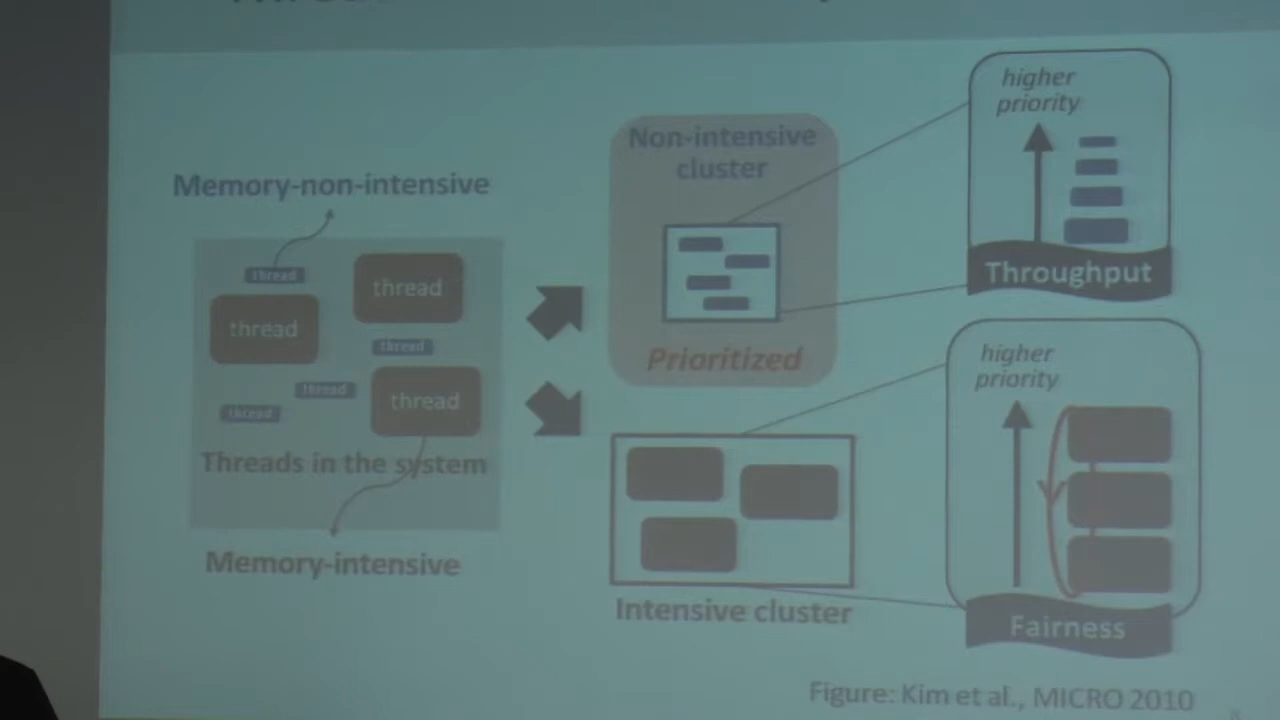 Memory-non-intensive
thread
thread
thread
thread
thread
thread
thread
Threads in the system
Memory-intensive
Non-intensive
cluster
Prioritized
Intensive cluster
higher
priority
Throughput
higher
priority
Fairness
Figure: Kim et al., MICRO 2010